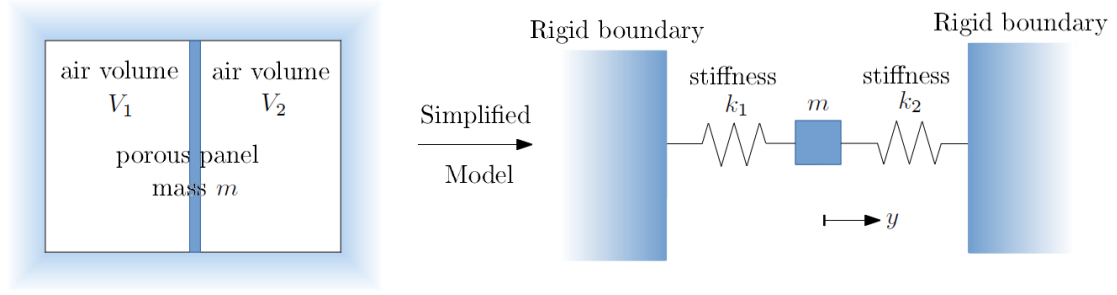 air volume
V₁
air volume
V₂
porous panel
mass m
Simplified
Model
Rigid boundary
stiffness
k₁
m
stiffness
k₂
Rigid boundary
y